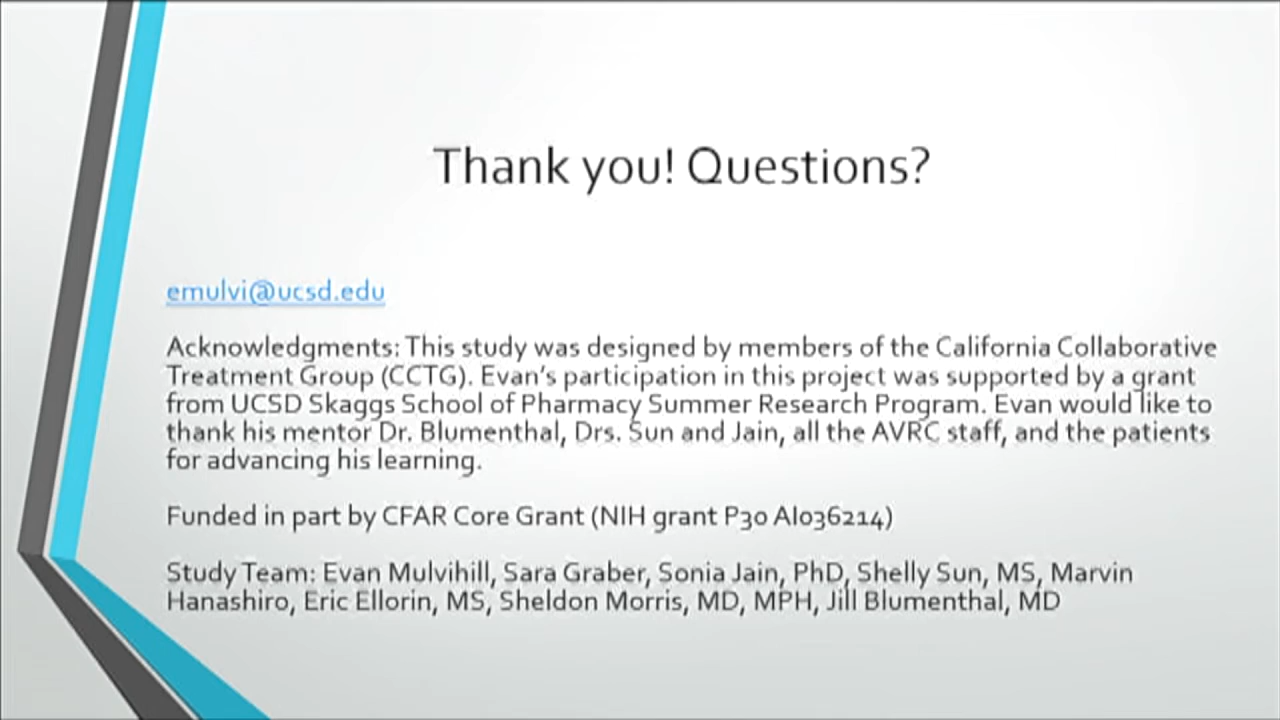 Thank you! Questions?
emulvi@ucsd.edu
Acknowledgments: This study was designed by members of the California Collaborative
Treatment Group (CCTG). Evan's participation in this project was supported by a grant
from UCSD Skaggs School of Pharmacy Summer Research Program. Evan would like to
thank his mentor Dr. Blumenthal, Drs. Sun and Jain, all the AVRC staff, and the patients
for advancing his learning.
Funded in part by CFAR Core Grant (NIH grant P30 AI036214)
Study Team: Evan Mulvihill, Sara Graber, Sonia Jain, PhD, Shelly Sun, MS, Marvin
Hanashiro, Eric Ellorin, MS, Sheldon Morris, MD, MPH, Jill Blumenthal, MD